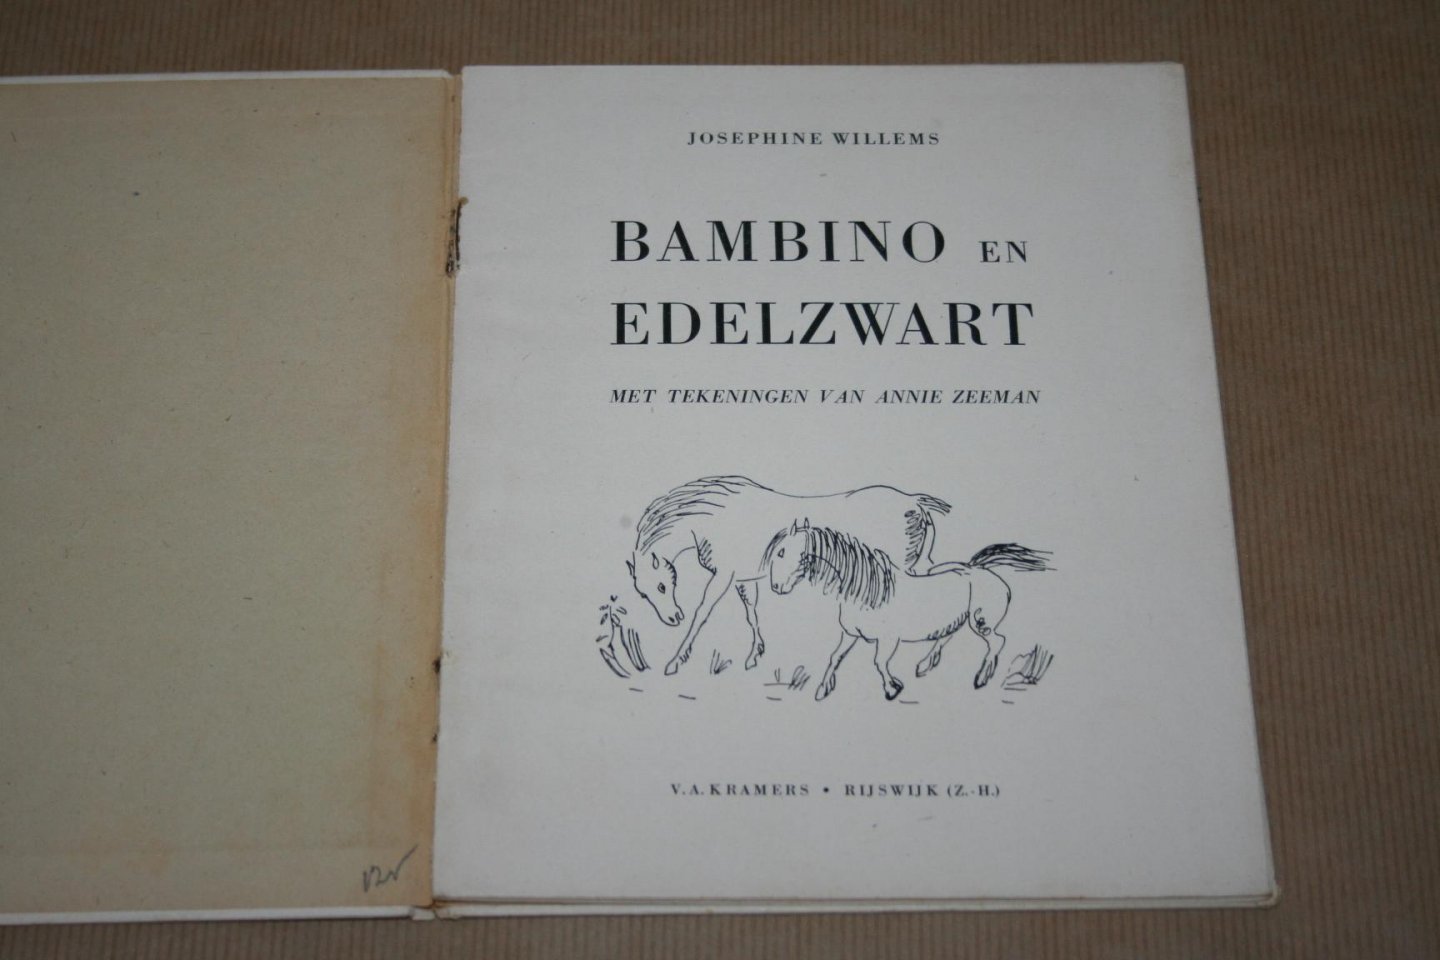 JOSEPHINE WILLEMS
BAMBINO EN
EDELZWART
MET TEKENINGEN VAN ANNIE ZEEMAN
V.A. KRAMERS • RIJSWIJK (Z.-H.)